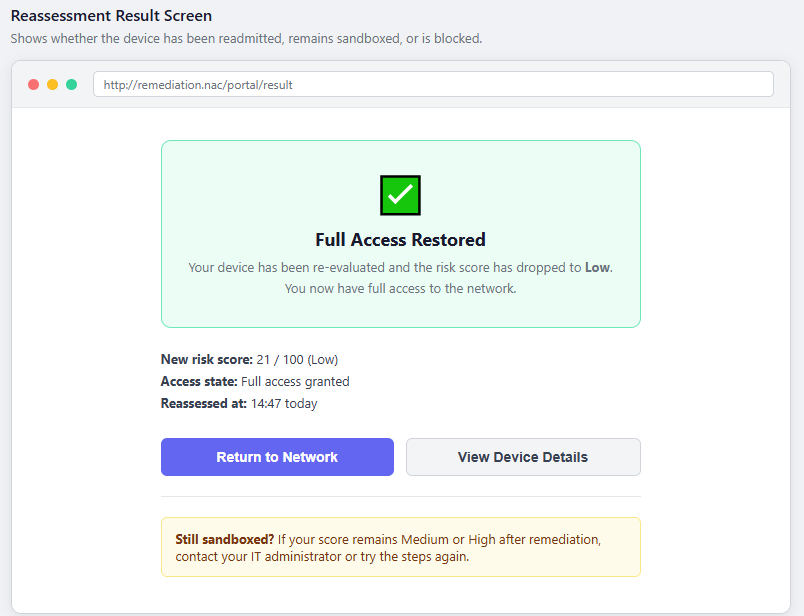 Reassessment Result Screen
Shows whether the device has been readmitted, remains sandboxed, or is blocked.
http://remediation.nac/portal/result
Full Access Restored
Your device has been re-evaluated and the risk score has dropped to Low.
You now have full access to the network.
New risk score: 21 / 100 (Low)
Access state: Full access granted
Reassessed at: 14:47 today
Return to Network
View Device Details
Still sandboxed? If your score remains Medium or High after remediation,
contact your IT administrator or try the steps again.